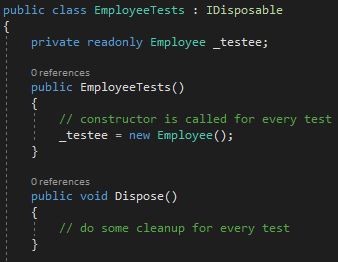 public class EmployeeTests : IDisposable
{
private readonly Employee _testee;
0 references
public EmployeeTests()
{
// constructor is called for every test
_testee = new Employee();
}
0 references
public void Dispose()
{
// do some cleanup for every test
}